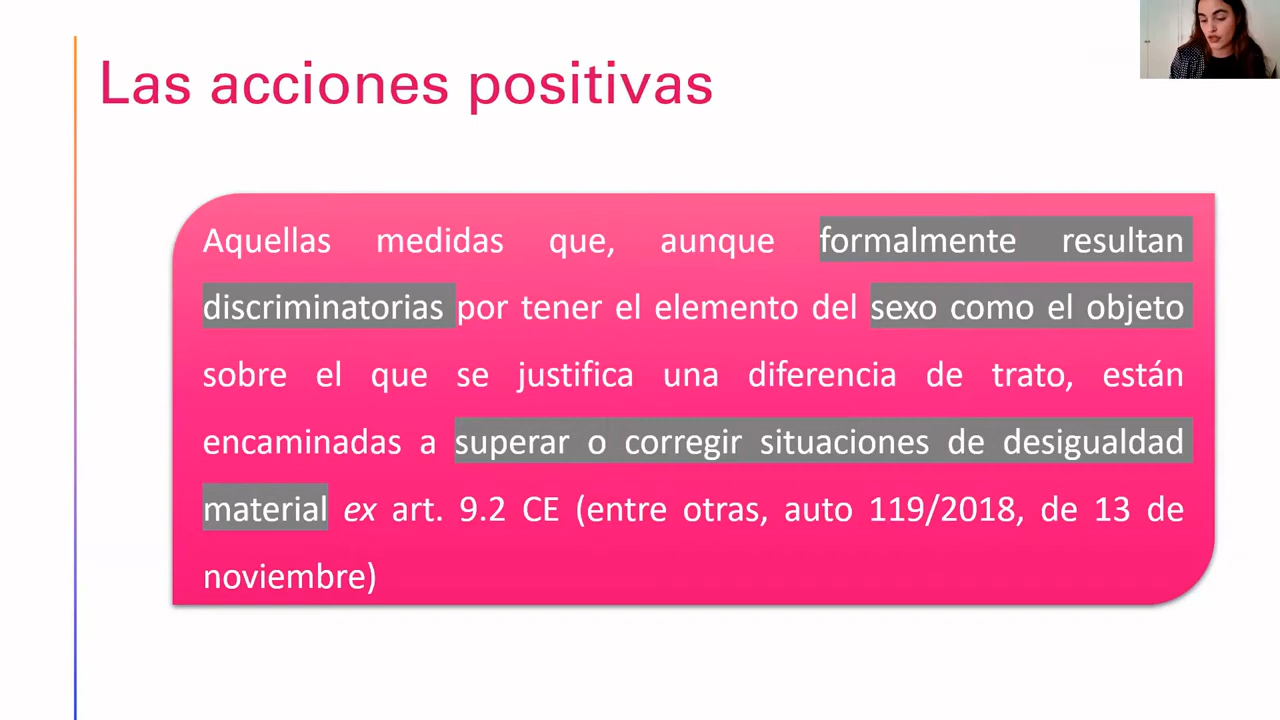 Las acciones positivas
Aquellas medidas que, aunque formalmente resultan
discriminatorias por tener el elemento del sexo como el objeto
sobre el que se justifica una diferencia de trato, están
encaminadas a superar o corregir situaciones de desigualdad
material ex art. 9.2 CE (entre otras, auto 119/2018, de 13 de
noviembre)